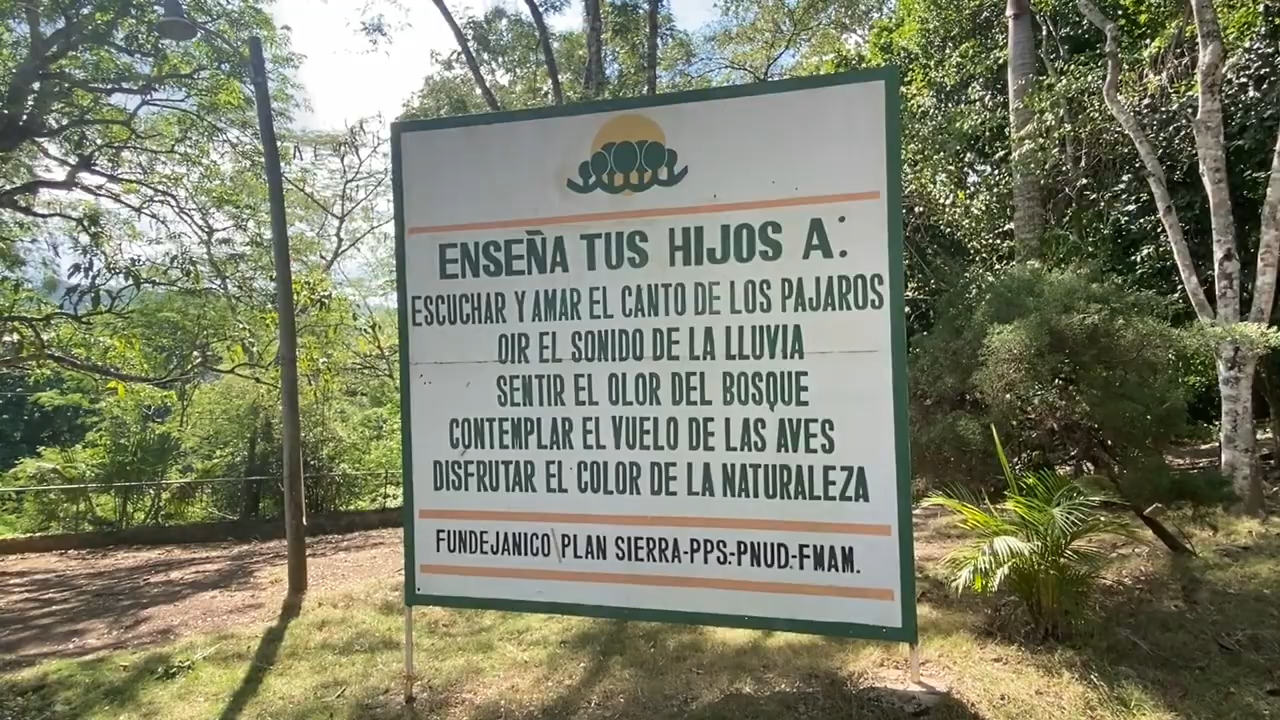 ENSEÑA TUS HIJOS A:
ESCUCHAR Y AMAR EL CANTO DE LOS PAJAROS
OIR EL SONIDO DE LA LLUVIA
SENTIR EL OLOR DEL BOSQUE
CONTEMPLAR EL VUELO DE LAS AVES
DISFRUTAR EL COLOR DE LA NATURALEZA
FUNDEJANICO PLAN SIERRA-PPS.-PNUD.-FMAM.